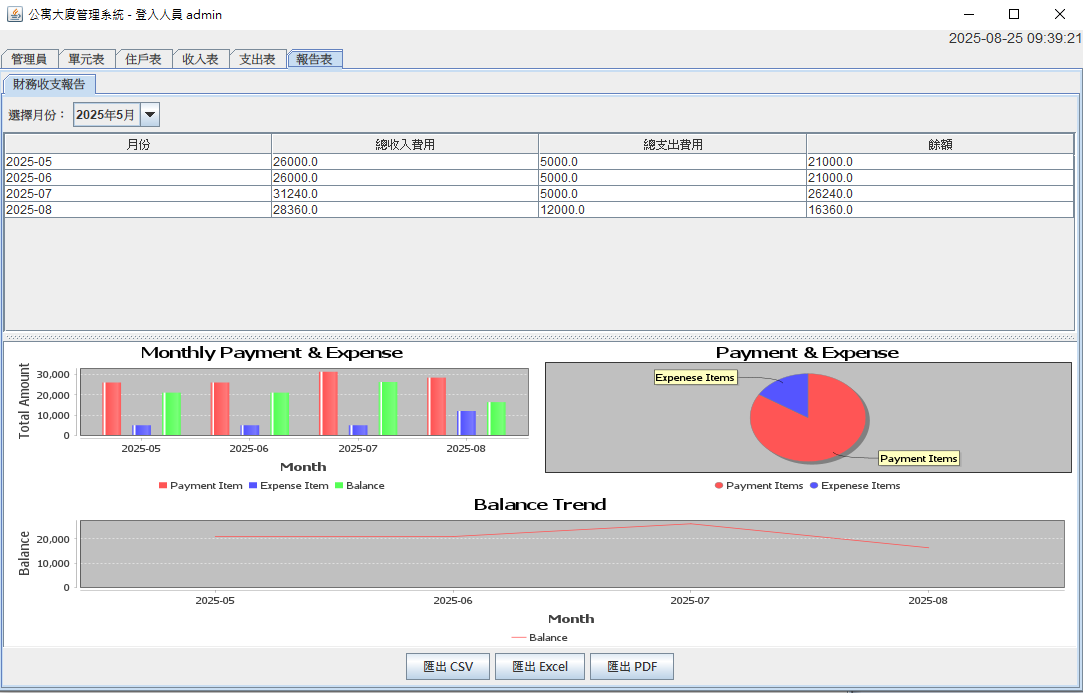 公寓大廈管理系統 - 登入人員 admin
2025-08-25 09:39:21
管理員 單元表 住戶表 收入表 支出表 報告表
財務收支報告
選擇月份： 2025年5月
月份 總收入費用 總支出費用 餘額
2025-05 26000.0 5000.0 21000.0
2025-06 26000.0 5000.0 21000.0
2025-07 31240.0 5000.0 26240.0
2025-08 28360.0 12000.0 16360.0
Monthly Payment & Expense
Total Amount
30,000
20,000
10,000
0
2025-05 2025-06 2025-07 2025-08
Month
Payment Item Expense Item Balance
Payment & Expense
Expenese Items
Payment Items
Payment Items Expenese Items
Balance Trend
Balance
20,000
10,000
0
2025-05 2025-06 2025-07 2025-08
Month
Balance
匯出 CSV 匯出 Excel 匯出 PDF